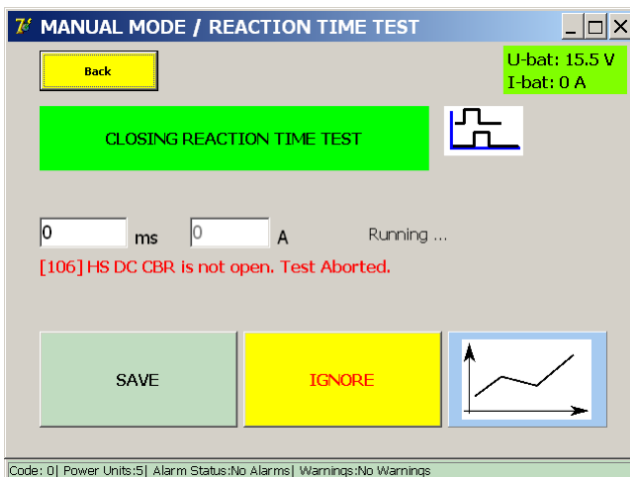 MANUAL MODE / REACTION TIME TEST
Back
U-bat: 15.5 V
I-bat: 0 A
CLOSING REACTION TIME TEST
0 ms 0 A Running ...
[106] HS DC CBR is not open. Test Aborted.
SAVE
IGNORE
Code: 0| Power Units:5| Alarm Status:No Alarms| Warnings:No Warnings